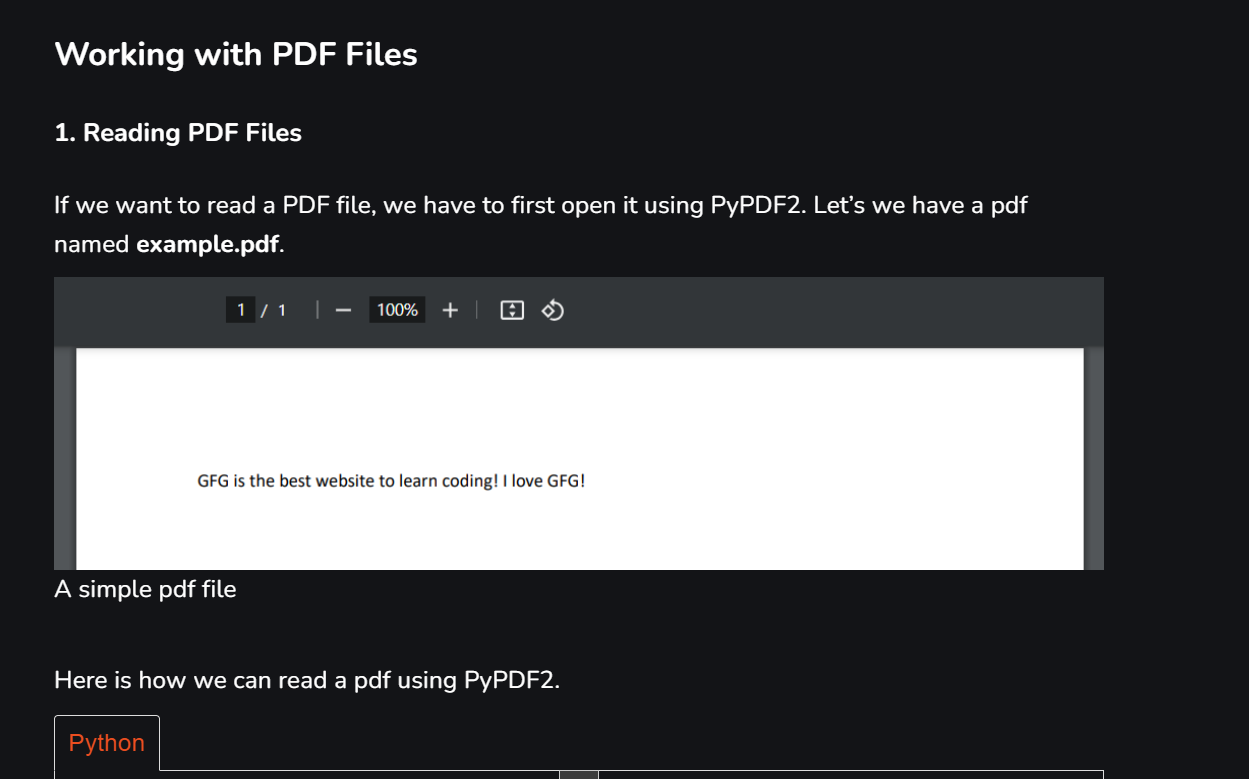 Working with PDF Files
1. Reading PDF Files
If we want to read a PDF file, we have to first open it using PyPDF2. Let’s we have a pdf
named example.pdf.
1 / 1 | − 100% + |
GFG is the best website to learn coding! I love GFG!
A simple pdf file
Here is how we can read a pdf using PyPDF2.
Python